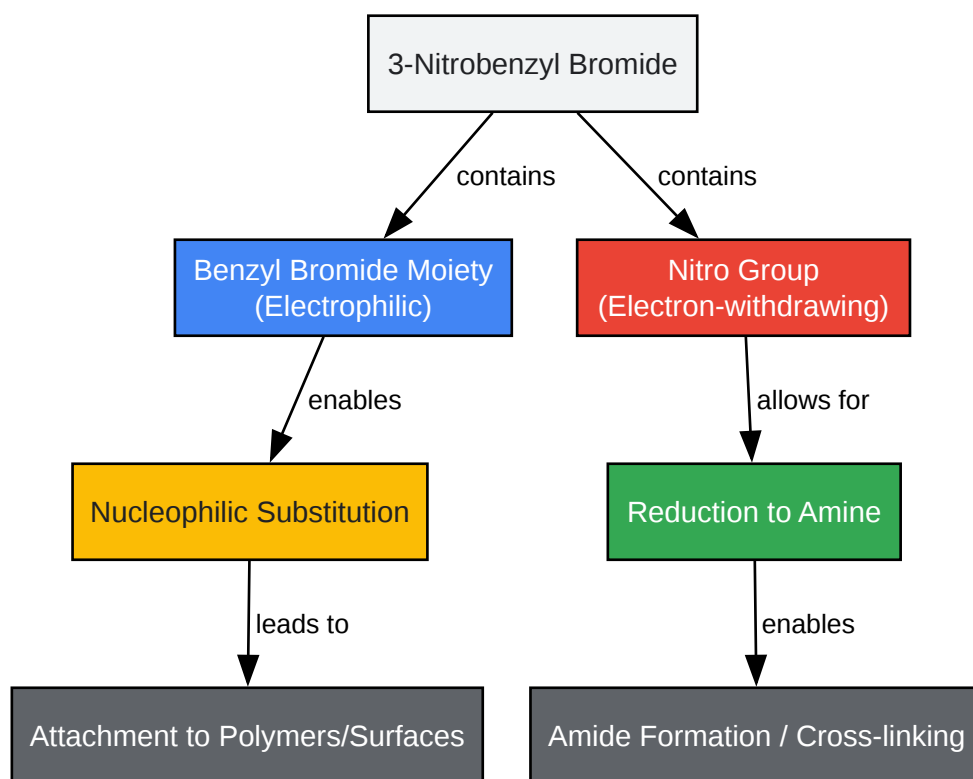 3-Nitrobenzyl Bromide
contains
contains
Benzyl Bromide Moiety
(Electrophilic)
Nitro Group
(Electron-withdrawing)
enables
allows for
Nucleophilic Substitution
Reduction to Amine
leads to
enables
Attachment to Polymers/Surfaces
Amide Formation / Cross-linking